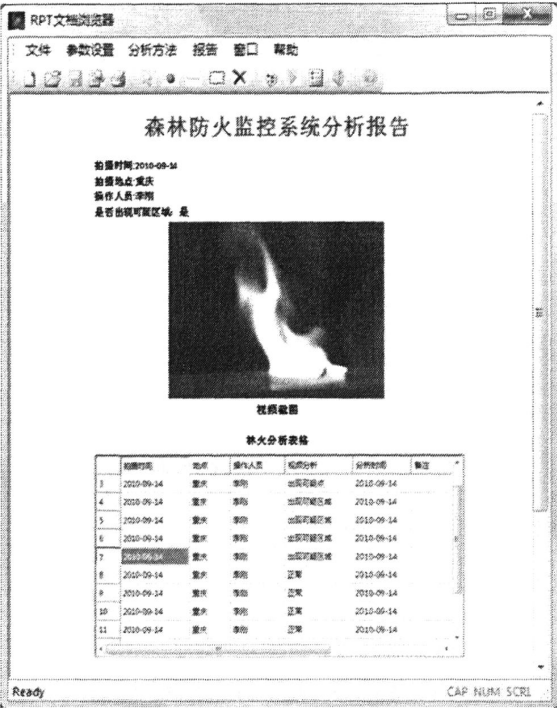 RPT文档浏览器
文件 参数设置 分析方法 报告 窗口 帮助
森林防火监控系统分析报告
拍摄时间:2010-09-14
拍摄地点:重庆
操作人员:李刚
是否出现可疑区域: 是
视频截图
林火分析表格
拍摄时间 地点 操作人员 视频分析 分析时间 备注
3 2010-09-14 重庆 李刚 出现可疑点 2010-09-14
4 2010-09-14 重庆 李刚 出现可疑区域 2010-09-14
5 2010-09-14 重庆 李刚 出现可疑区域 2010-09-14
6 2010-09-14 重庆 李刚 出现可疑区域 2010-09-14
7 2010-09-14 重庆 李刚 出现可疑区域 2010-09-14
8 2010-09-14 重庆 李刚 正常 2010-09-14
9 2010-09-14 重庆 李刚 正常 2010-09-14
10 2010-09-14 重庆 李刚 正常 2010-09-14
11 2010-09-14 重庆 李刚 正常 2010-09-14
Ready CAP NUM SCRL